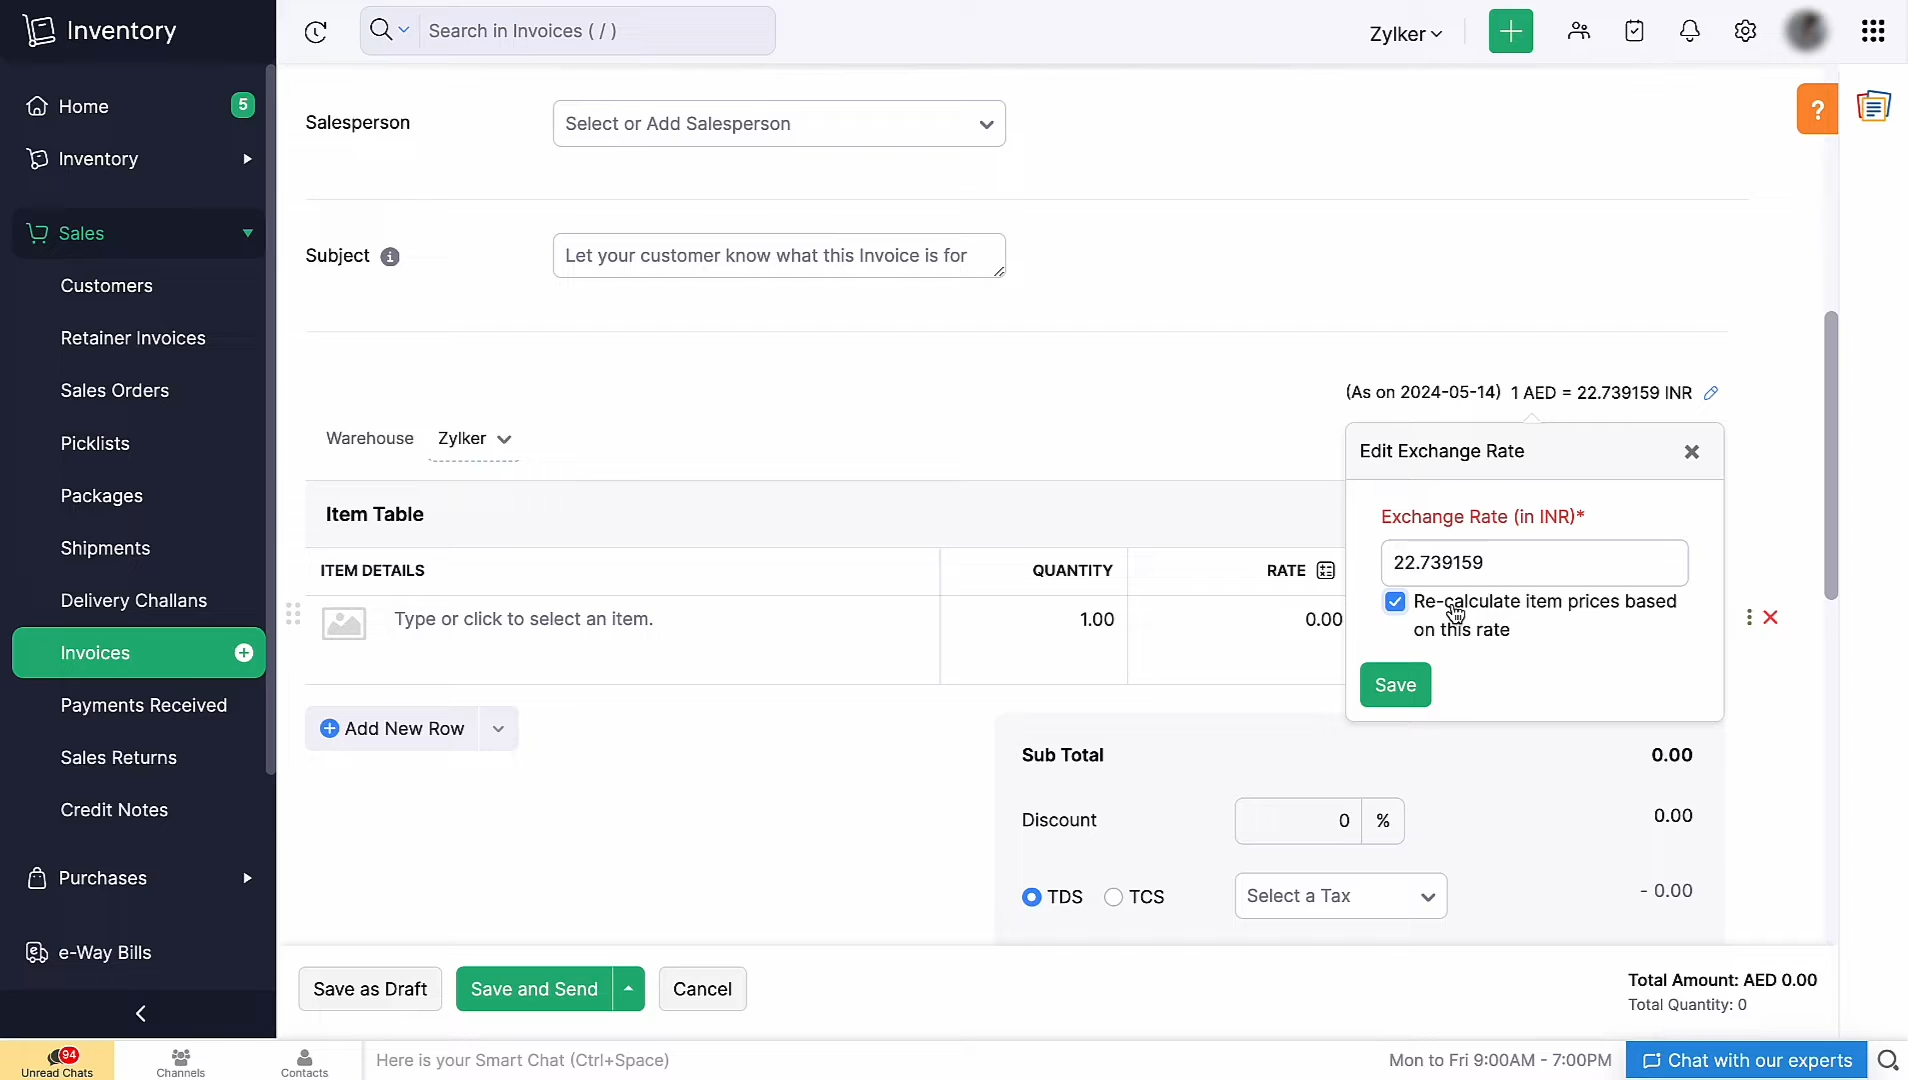 Inventory
Search in Invoices ( / )
Zylker
Home
5
Inventory
Sales
Customers
Retainer Invoices
Sales Orders
Picklists
Packages
Shipments
Delivery Challans
Invoices
Payments Received
Sales Returns
Credit Notes
Purchases
e-Way Bills
Salesperson
Select or Add Salesperson
Subject
Let your customer know what this Invoice is for
(As on 2024-05-14) 1 AED = 22.739159 INR
Warehouse Zylker
Edit Exchange Rate
Exchange Rate (in INR)*
22.739159
Re-calculate item prices based
on this rate
Save
Item Table
ITEM DETAILS QUANTITY RATE
Type or click to select an item. 1.00 0.00
Add New Row
Sub Total 0.00
Discount 0 % 0.00
TDS TCS Select a Tax - 0.00
Save as Draft
Save and Send
Cancel
Total Amount: AED 0.00
Total Quantity: 0
?
94
Unread Chats
Channels
Contacts
Here is your Smart Chat (Ctrl+Space)
Mon to Fri 9:00AM - 7:00PM
Chat with our experts